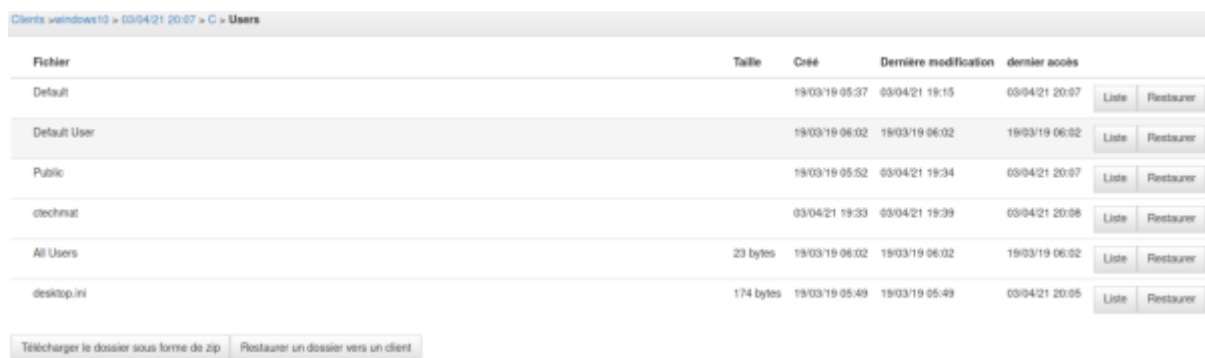 Clients »windows10 » 03/04/21 20:07 » C » Users
Fichier Taille Créé Dernière modification dernier accès
Default 19/03/19 05:37 03/04/21 19:15 03/04/21 20:07 Liste Restaurer
Default User 19/03/19 06:02 19/03/19 06:02 19/03/19 06:02 Liste Restaurer
Public 19/03/19 05:52 03/04/21 19:34 03/04/21 20:07 Liste Restaurer
ctechmat 03/04/21 19:33 03/04/21 19:39 03/04/21 20:08 Liste Restaurer
All Users 23 bytes 19/03/19 06:02 19/03/19 06:02 19/03/19 06:02 Liste Restaurer
desktop.ini 174 bytes 19/03/19 05:49 19/03/19 05:49 03/04/21 20:05 Liste Restaurer
Télécharger le dossier sous forme de zip Restaurer un dossier vers un client